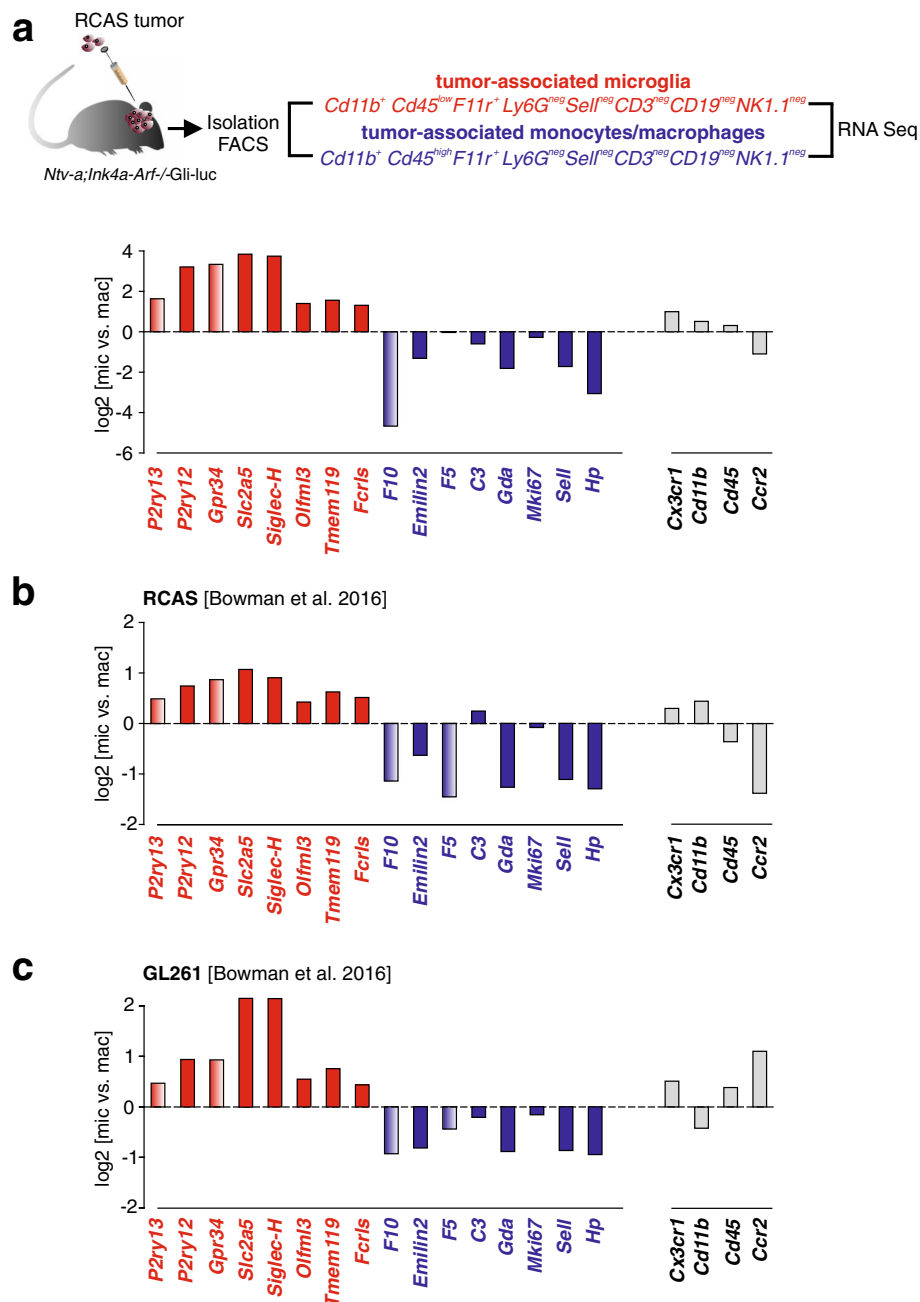 a
RCAS tumor
Ntv-a;Ink4a-Arf-/-Gli-luc
Isolation
FACS
tumor-associated microglia
Cd11b+ Cd45low F11r+ Ly6Gneg Sellneg CD3neg CD19neg NK1.1neg
tumor-associated monocytes/macrophages
Cd11b+ Cd45high F11r+ Ly6Gneg Sellneg CD3neg CD19neg NK1.1neg
RNA Seq
log2 [mic vs. mac]
4
2
0
-2
-4
-6
P2ry13
P2ry12
Gpr34
Slc2a5
Siglec-H
Olfml3
Tmem119
Fcrls
F10
Emilin2
F5
C3
Gda
Mki67
Sell
Hp
Cx3cr1
Cd11b
Cd45
Ccr2
b
RCAS [Bowman et al. 2016]
log2 [mic vs. mac]
2
1
0
-1
-2
P2ry13
P2ry12
Gpr34
Slc2a5
Siglec-H
Olfml3
Tmem119
Fcrls
F10
Emilin2
F5
C3
Gda
Mki67
Sell
Hp
Cx3cr1
Cd11b
Cd45
Ccr2
c
GL261 [Bowman et al. 2016]
log2 [mic vs. mac]
2
1
0
-1
-2
P2ry13
P2ry12
Gpr34
Slc2a5
Siglec-H
Olfml3
Tmem119
Fcrls
F10
Emilin2
F5
C3
Gda
Mki67
Sell
Hp
Cx3cr1
Cd11b
Cd45
Ccr2